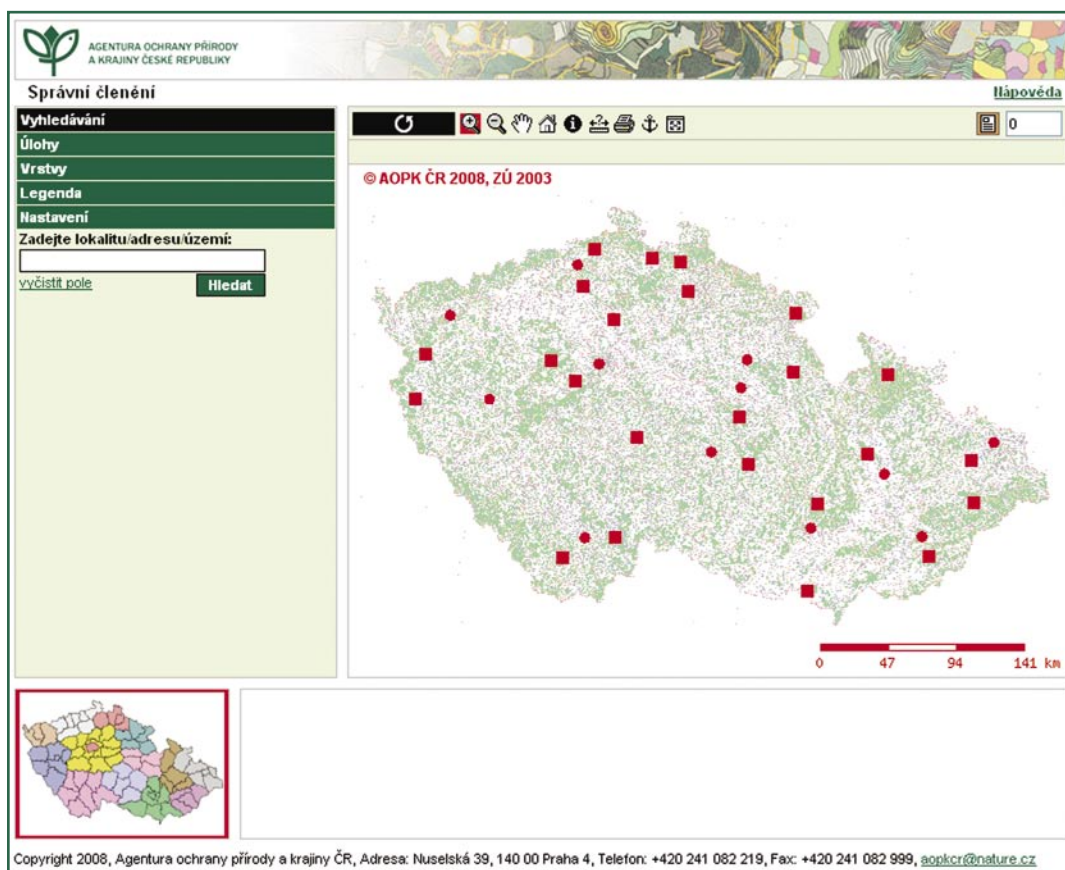 AGENTURA OCHRANY PŘÍRODY
A KRAJINY ČESKÉ REPUBLIKY
Správní členění
Nápověda
Vyhledávání
Úlohy
Vrstvy
Legenda
Nastavení
Zadejte lokalitu/adresu/území:
vyčistit pole
Hledat
0
© AOPK ČR 2008, ZÚ 2003
0 47 94 141 km
Copyright 2008, Agentura ochrany přírody a krajiny ČR, Adresa: Nuselská 39, 140 00 Praha 4, Telefon: +420 241 082 219, Fax: +420 241 082 999, aopkcr@nature.cz